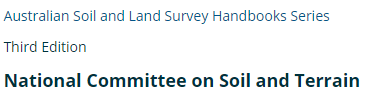 Australian Soil and Land Survey Handbooks Series
Third Edition
National Committee on Soil and Terrain